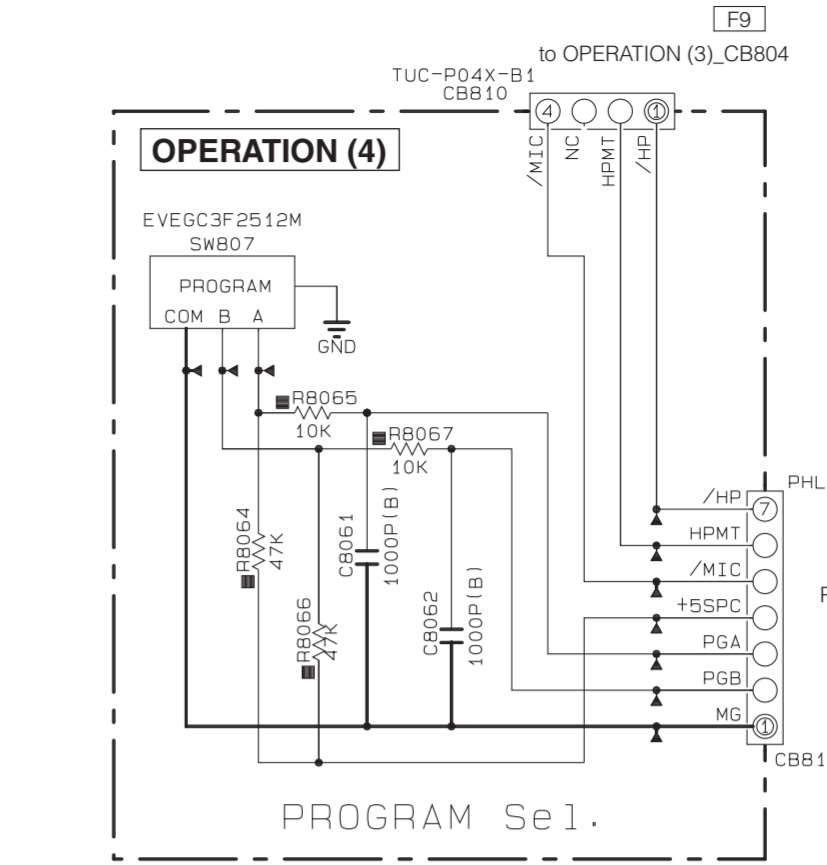 F9
to OPERATION (3)_CB804
TUC-P04X-B1
CB810
4
1
/MIC
NC
HPMT
/HP
OPERATION (4)
EVEGC3F2512M
SW807
PROGRAM
COM B A
GND
R8065
10K
R8067
10K
R8064
47K
C8061
1000P(B)
R8066
47K
C8062
1000P(B)
PHL
/HP
7
HPMT
/MIC
+5SPC
PGA
PGB
MG
1
CB81
PROGRAM Sel.